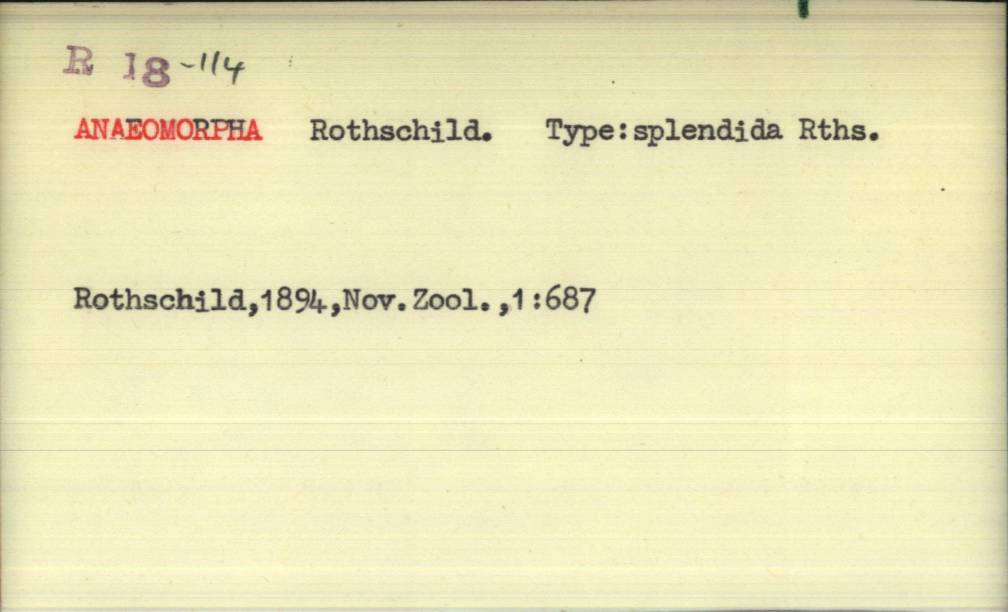 R 18-114
ANAEOMORPHA Rothschild. Type:splendida Rths.
Rothschild,1894,Nov.Zool.,1:687